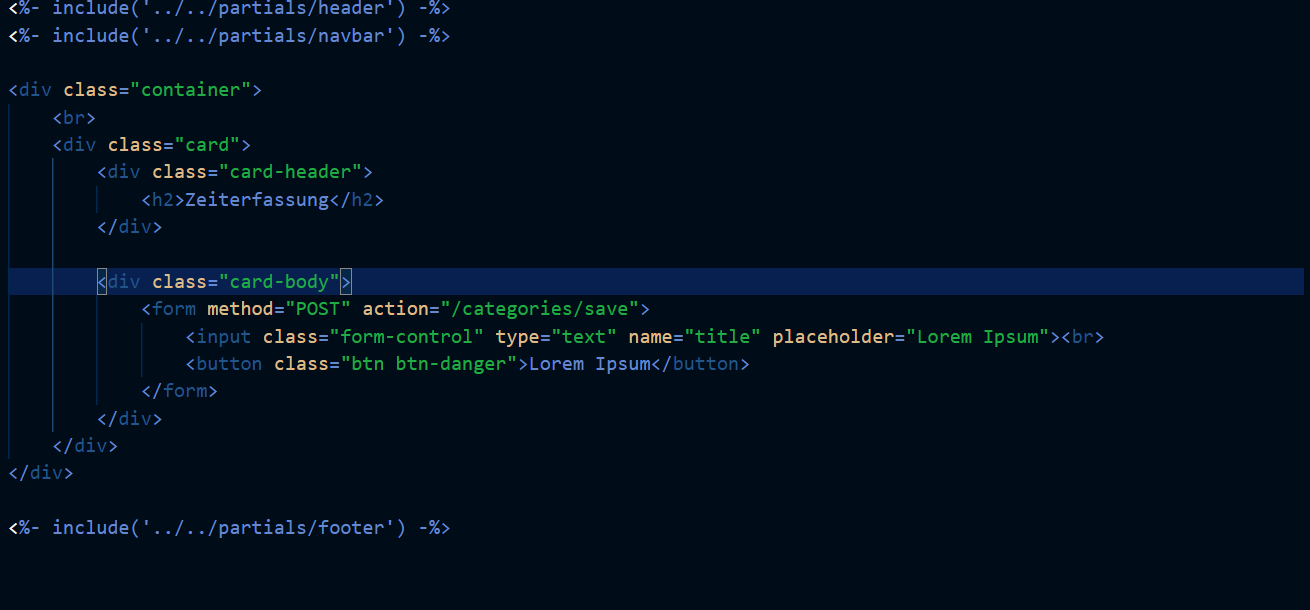 <%- include('../../partials/header') -%>
<%- include('../../partials/navbar') -%>
<div class="container">
<br>
<div class="card">
<div class="card-header">
<h2>Zeiterfassung</h2>
</div>
<div class="card-body">
<form method="POST" action="/categories/save">
<input class="form-control" type="text" name="title" placeholder="Lorem Ipsum"><br>
<button class="btn btn-danger">Lorem Ipsum</button>
</form>
</div>
</div>
</div>
<%- include('../../partials/footer') -%>